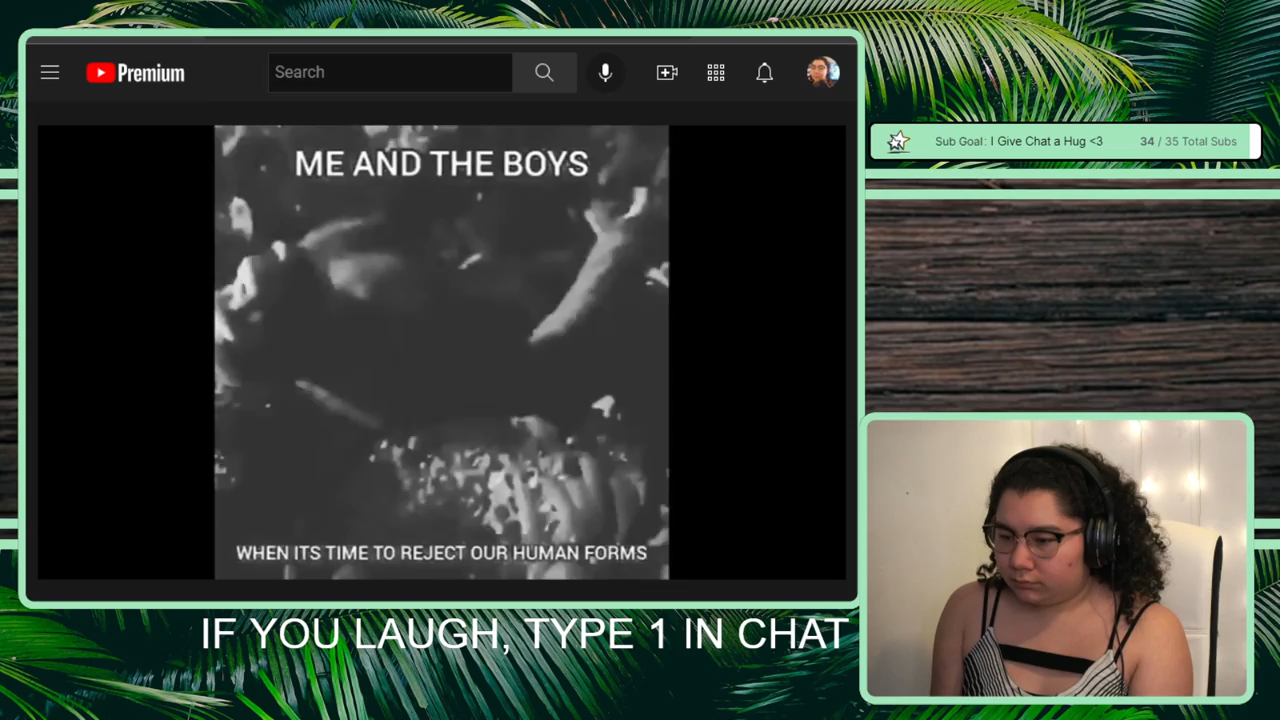 Premium
Search
ME AND THE BOYS
WHEN ITS TIME TO REJECT OUR HUMAN FORMS
Sub Goal: I Give Chat a Hug <3 34 / 35 Total Subs
IF YOU LAUGH, TYPE 1 IN CHAT